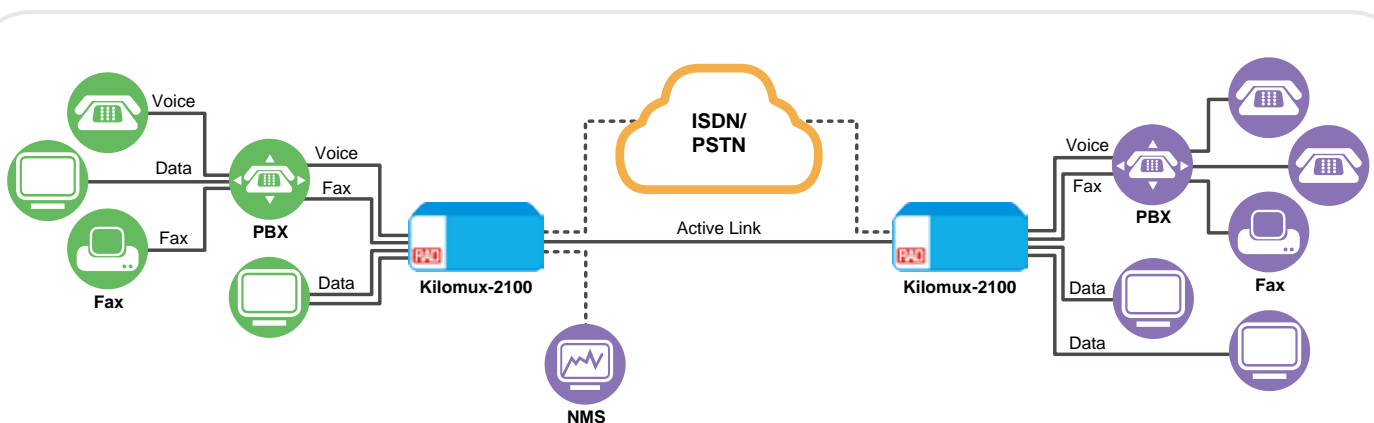 Voice
Data
Fax
Fax
PBX
Voice
Fax
Data
RAD
Kilomux-2100
ISDN/
PSTN
Active Link
NMS
RAD
Kilomux-2100
Voice
Fax
PBX
Fax
Data
Data